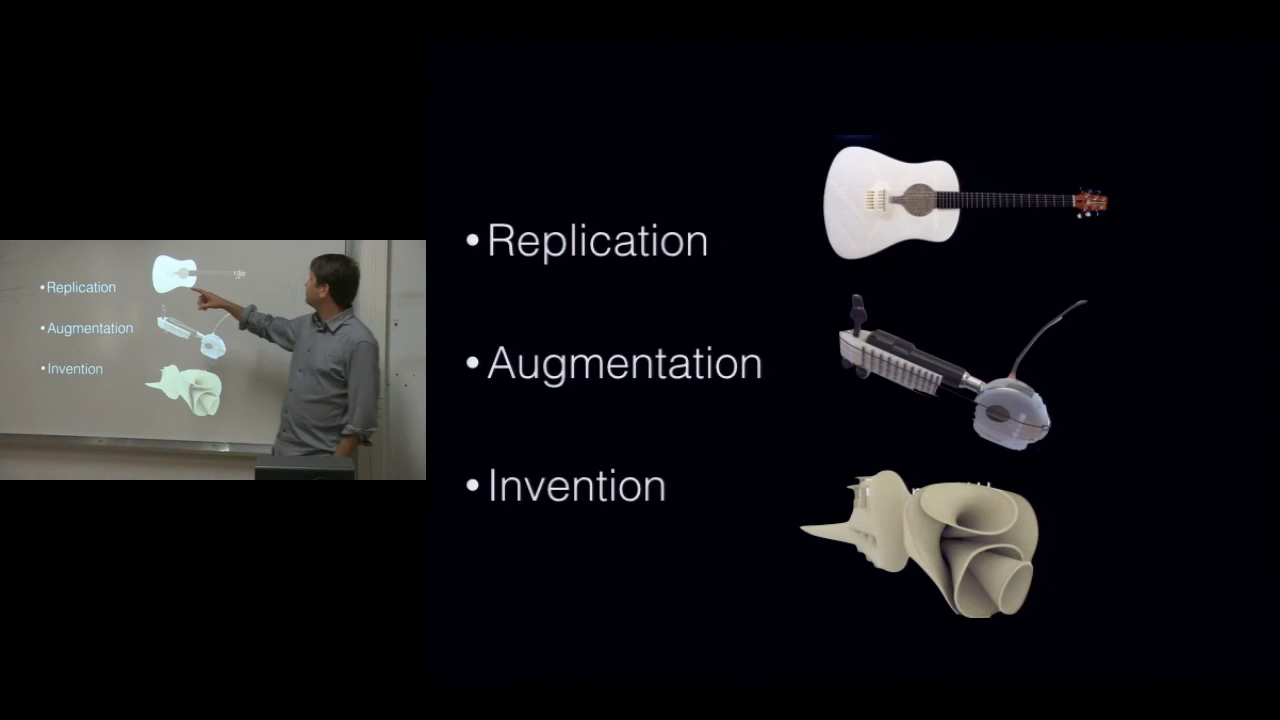 •Replication
•Augmentation
•Invention
•Replication
•Augmentation
•Invention